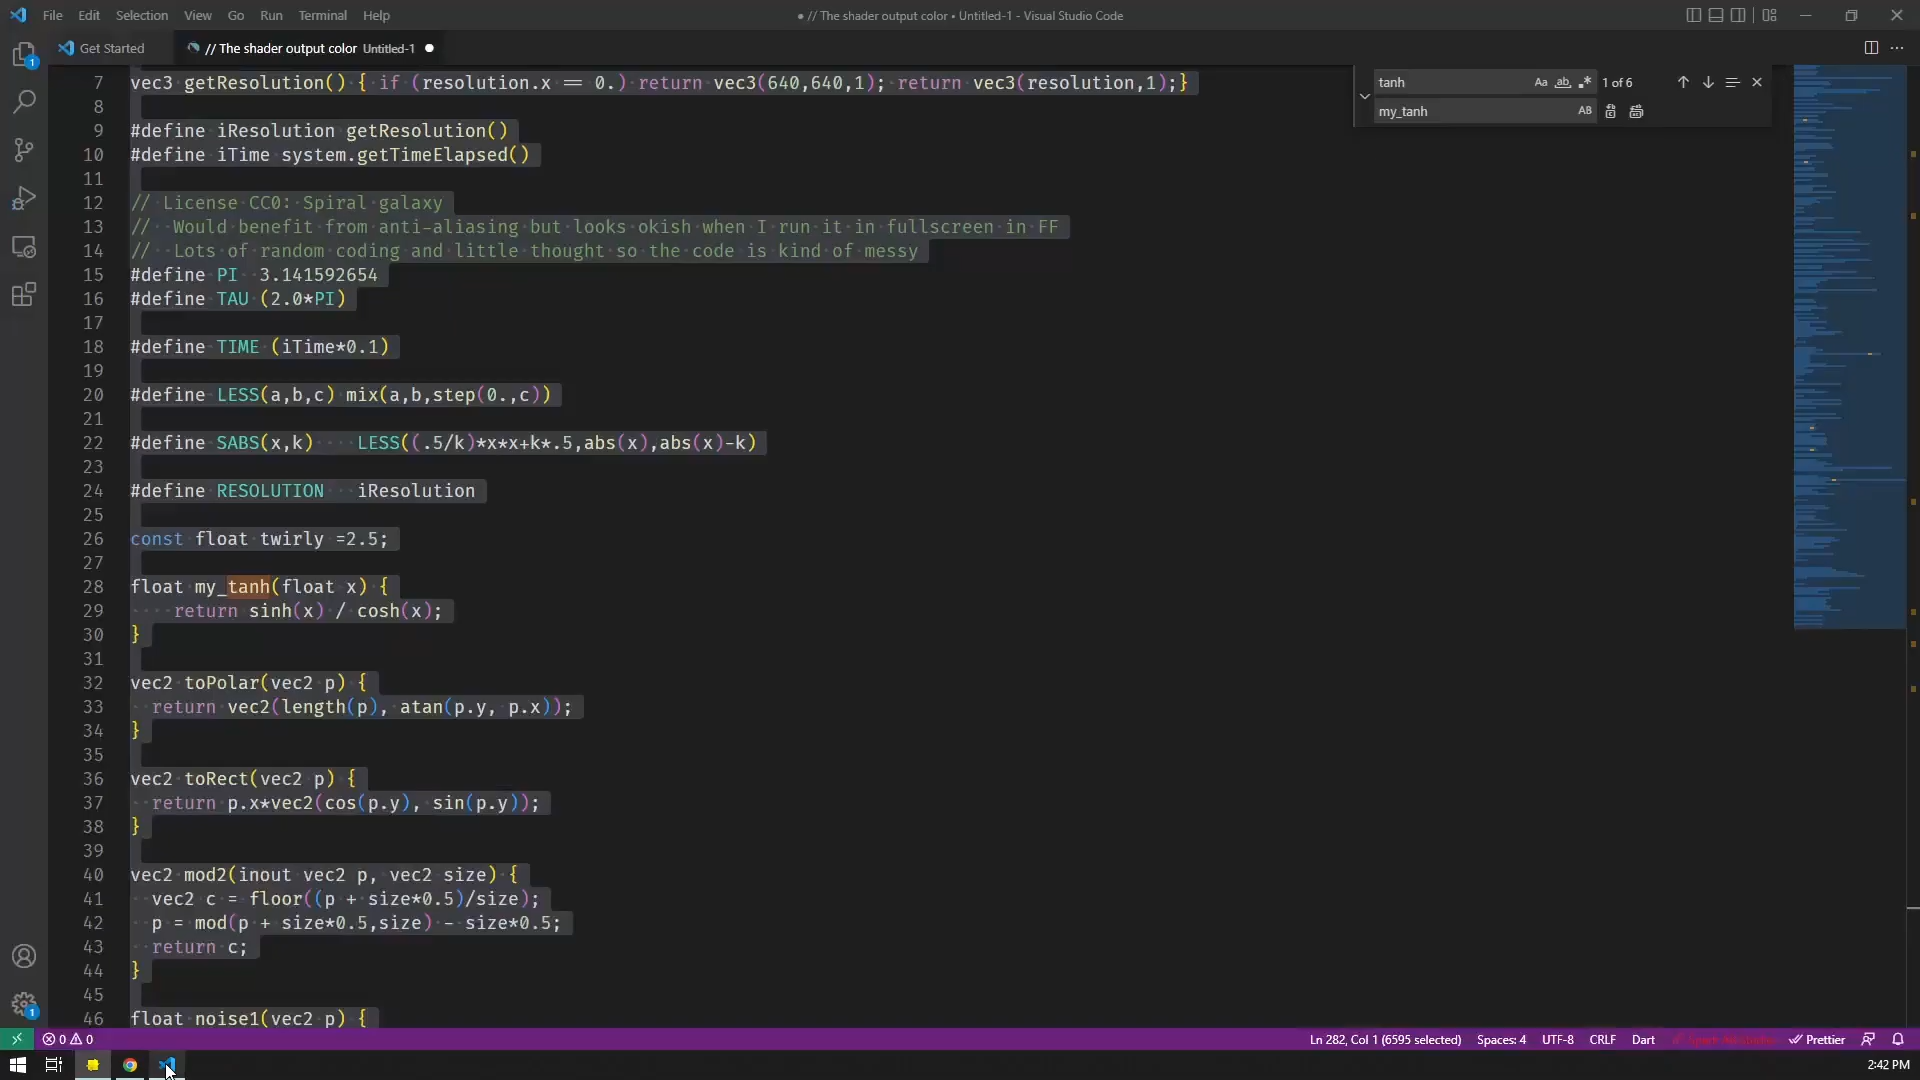 File Edit Selection View Go Run Terminal Help
● // The shader output color • Untitled-1 - Visual Studio Code
Get Started
// The shader output color Untitled-1
tanh
Aa ab .*
1 of 6
my_tanh
AB
7 vec3 getResolution() { if (resolution.x == 0.) return vec3(640,640,1); return vec3(resolution,1);}
8
9 #define iResolution getResolution()
10 #define iTime system.getTimeElapsed()
11
12 // License CC0: Spiral galaxy
13 //  Would benefit from anti-aliasing but looks okish when I run it in fullscreen in FF
14 //  Lots of random coding and little thought so the code is kind of messy
15 #define PI  3.141592654
16 #define TAU (2.0*PI)
17
18 #define TIME (iTime*0.1)
19
20 #define LESS(a,b,c) mix(a,b,step(0.,c))
21
22 #define SABS(x,k)    LESS((.5/k)*x*x+k*.5,abs(x),abs(x)-k)
23
24 #define RESOLUTION   iResolution
25
26 const float twirly =2.5;
27
28 float my_tanh(float x) {
29     return sinh(x) / cosh(x);
30 }
31
32 vec2 toPolar(vec2 p) {
33   return vec2(length(p), atan(p.y, p.x));
34 }
35
36 vec2 toRect(vec2 p) {
37   return p.x*vec2(cos(p.y), sin(p.y));
38 }
39
40 vec2 mod2(inout vec2 p, vec2 size) {
41   vec2 c = floor((p + size*0.5)/size);
42   p = mod(p + size*0.5,size) - size*0.5;
43   return c;
44 }
45
46 float noise1(vec2 p) {
1
1
0 0
Ln 282, Col 1 (6595 selected) Spaces: 4 UTF-8 CRLF Dart
Prettier
2:42 PM